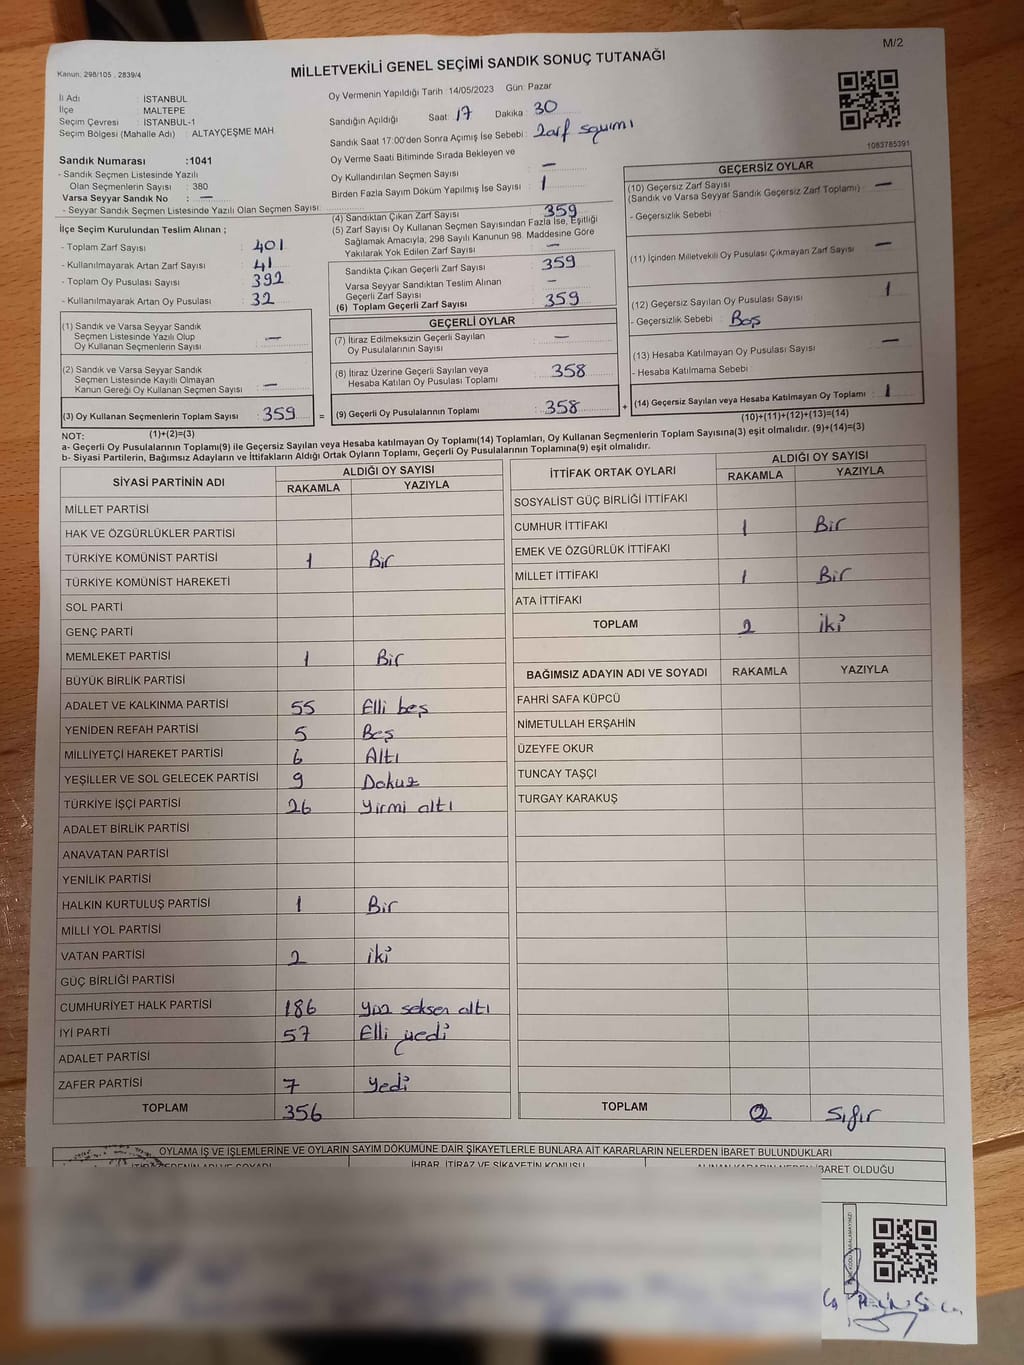 M/2
Kanun, 298/105 , 2839/4
MİLLETVEKİLİ GENEL SEÇİMİ SANDIK SONUÇ TUTANAĞI
İl Adı : İSTANBUL
İlçe : MALTEPE
Seçim Çevresi : İSTANBUL-1
Seçim Bölgesi (Mahalle Adı) : ALTAYÇEŞME MAH
Oy Vermenin Yapıldığı Tarih :14/05/2023 Gün: Pazar
Sandığın Açıldığı Saat : 17 Dakika : 30
Sandık Saat 17:00'den Sonra Açımış İse Sebebi : Zarf sayımı
Oy Verme Saati Bitiminde Sırada Bekleyen ve
Oy Kullandırılan Seçmen Sayısı : —
Birden Fazla Sayım Döküm Yapılmış İse Sayısı : 1
1083785391
Sandık Numarası :1041
- Sandık Seçmen Listesinde Yazılı
Olan Seçmenlerin Sayısı : 380
Varsa Seyyar Sandık No : —
- Seyyar Sandık Seçmen Listesinde Yazılı Olan Seçmen Sayısı:
İlçe Seçim Kurulundan Teslim Alınan ;
- Toplam Zarf Sayısı : 401
- Kullanılmayarak Artan Zarf Sayısı : 41
- Toplam Oy Pusulası Sayısı : 392
- Kullanılmayarak Artan Oy Pusulası : 32
(4) Sandıktan Çıkan Zarf Sayısı : 359
(5) Zarf Sayısı Oy Kullanan Seçmen Sayısından Fazla İse, Eşitliği
Sağlamak Amacıyla, 298 Sayılı Kanunun 98. Maddesine Göre
Yakılarak Yok Edilen Zarf Sayısı : —
Sandıkta Çıkan Geçerli Zarf Sayısı : 359
Varsa Seyyar Sandıktan Teslim Alınan
Geçerli Zarf Sayısı : —
(6) Toplam Geçerli Zarf Sayısı : 359
GEÇERSİZ OYLAR
(10) Geçersiz Zarf Sayısı : —
(Sandık ve Varsa Seyyar Sandık Geçersiz Zarf Toplamı)
- Geçersizlik Sebebi :
(11) İçinden Milletvekili Oy Pusulası Çıkmayan Zarf Sayısı : —
(12) Geçersiz Sayılan Oy Pusulası Sayısı : 1
- Geçersizlik Sebebi : Boş
(13) Hesaba Katılmayan Oy Pusulası Sayısı : —
- Hesaba Katılmama Sebebi :
(14) Geçersiz Sayılan veya Hesaba Katılmayan Oy Toplamı : 1
(10)+(11)+(12)+(13)=(14)
(1) Sandık ve Varsa Seyyar Sandık
Seçmen Listesinde Yazılı Olup
Oy Kullanan Seçmenlerin Sayısı : —
(2) Sandık ve Varsa Seyyar Sandık
Seçmen Listesinde Kayıtlı Olmayan
Kanun Gereği Oy Kullanan Seçmen Sayısı : —
(3) Oy Kullanan Seçmenlerin Toplam Sayısı : 359 =
(1)+(2)=(3)
GEÇERLİ OYLAR
(7) İtiraz Edilmeksizin Geçerli Sayılan
Oy Pusulalarının Sayısı : —
(8) İtiraz Üzerine Geçerli Sayılan veya
Hesaba Katılan Oy Pusulası Toplamı : 358
(9) Geçerli Oy Pusulalarının Toplamı : 358 +
NOT:
a- Geçerli Oy Pusulalarının Toplamı(9) ile Geçersiz Sayılan veya Hesaba katılmayan Oy Toplamı(14) Toplamları, Oy Kullanan Seçmenlerin Toplam Sayısına(3) eşit olmalıdır. (9)+(14)=(3)
b- Siyasi Partilerin, Bağımsız Adayların ve İttifakların Aldığı Ortak Oyların Toplamı, Geçerli Oy Pusulalarının Toplamına(9) eşit olmalıdır.
SİYASİ PARTİNİN ADI ALDIĞI OY SAYISI
RAKAMLA YAZIYLA
MİLLET PARTİSİ
HAK VE ÖZGÜRLÜKLER PARTİSİ
TÜRKİYE KOMÜNİST PARTİSİ 1 Bir
TÜRKİYE KOMÜNİST HAREKETİ
SOL PARTİ
GENÇ PARTİ
MEMLEKET PARTİSİ 1 Bir
BÜYÜK BİRLİK PARTİSİ
ADALET VE KALKINMA PARTİSİ 55 Elli beş
YENİDEN REFAH PARTİSİ 5 Beş
MİLLİYETÇİ HAREKET PARTİSİ 6 Altı
YEŞİLLER VE SOL GELECEK PARTİSİ 9 Dokuz
TÜRKİYE İŞÇİ PARTİSİ 26 Yirmi altı
ADALET BİRLİK PARTİSİ
ANAVATAN PARTİSİ
YENİLİK PARTİSİ
HALKIN KURTULUŞ PARTİSİ 1 Bir
MİLLİ YOL PARTİSİ
VATAN PARTİSİ 2 iki
GÜÇ BİRLİĞİ PARTİSİ
CUMHURİYET HALK PARTİSİ 186 Yüz seksen altı
İYİ PARTİ 57 Elli yedi
ADALET PARTİSİ
ZAFER PARTİSİ 7 Yedi
TOPLAM 356
İTTİFAK ORTAK OYLARI ALDIĞI OY SAYISI
RAKAMLA YAZIYLA
SOSYALİST GÜÇ BİRLİĞİ İTTİFAKI
CUMHUR İTTİFAKI 1 Bir
EMEK VE ÖZGÜRLÜK İTTİFAKI
MİLLET İTTİFAKI 1 Bir
ATA İTTİFAKI
TOPLAM 2 iki
BAĞIMSIZ ADAYIN ADI VE SOYADI RAKAMLA YAZIYLA
FAHRİ SAFA KÜPCÜ
NİMETULLAH ERŞAHİN
ÜZEYFE OKUR
TUNCAY TAŞÇI
TURGAY KARAKUŞ
TOPLAM 0 Sıfır
OYLAMA İŞ VE İŞLEMLERİNE VE OYLARIN SAYIM DÖKÜMÜNE DAİR ŞİKAYETLERLE BUNLARA AİT KARARLARIN NELERDEN İBARET BULUNDUKLARI
İHBAR, İTİRAZ VE ŞİKAYETİN KONUSU
BARET OLDUĞU